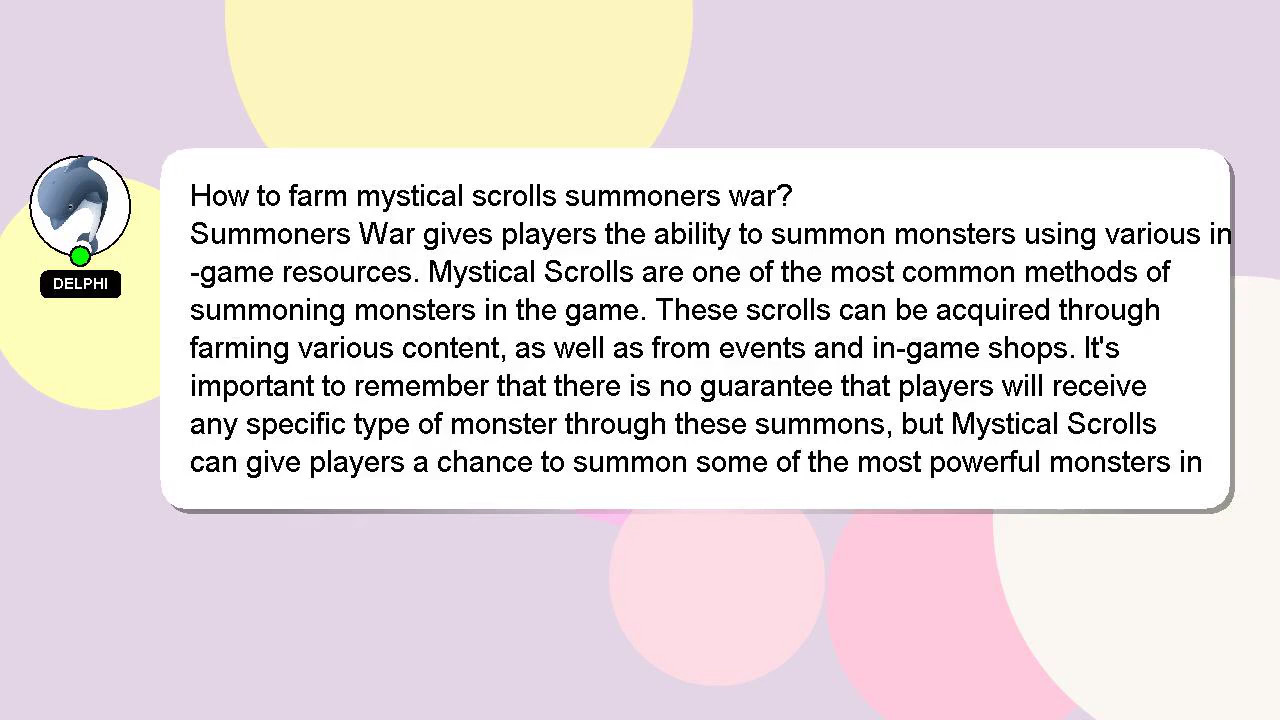 How to farm mystical scrolls summoners war?
Summoners War gives players the ability to summon monsters using various in
-game resources. Mystical Scrolls are one of the most common methods of
summoning monsters in the game. These scrolls can be acquired through
farming various content, as well as from events and in-game shops. It's
important to remember that there is no guarantee that players will receive
any specific type of monster through these summons, but Mystical Scrolls
can give players a chance to summon some of the most powerful monsters in
DELPHI